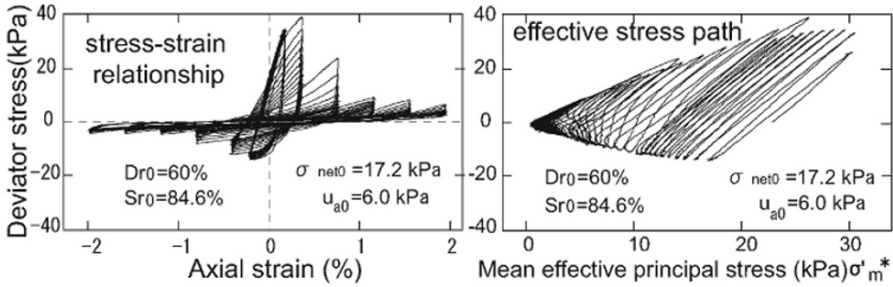 Deviator stress(kPa)
40
20
0
−20
−40
stress-strain
relationship
Dr0=60%
Sr0=84.6%
σ net0 =17.2 kPa
ua0=6.0 kPa
−2
−1
0
1
2
Axial strain (%)
40
20
0
-20
-40
effective stress path
Dr0=60%
Sr0=84.6%
σ net0 =17.2 kPa
ua0=6.0 kPa
0
10
20
30
Mean effective principal stress (kPa)σ'm*